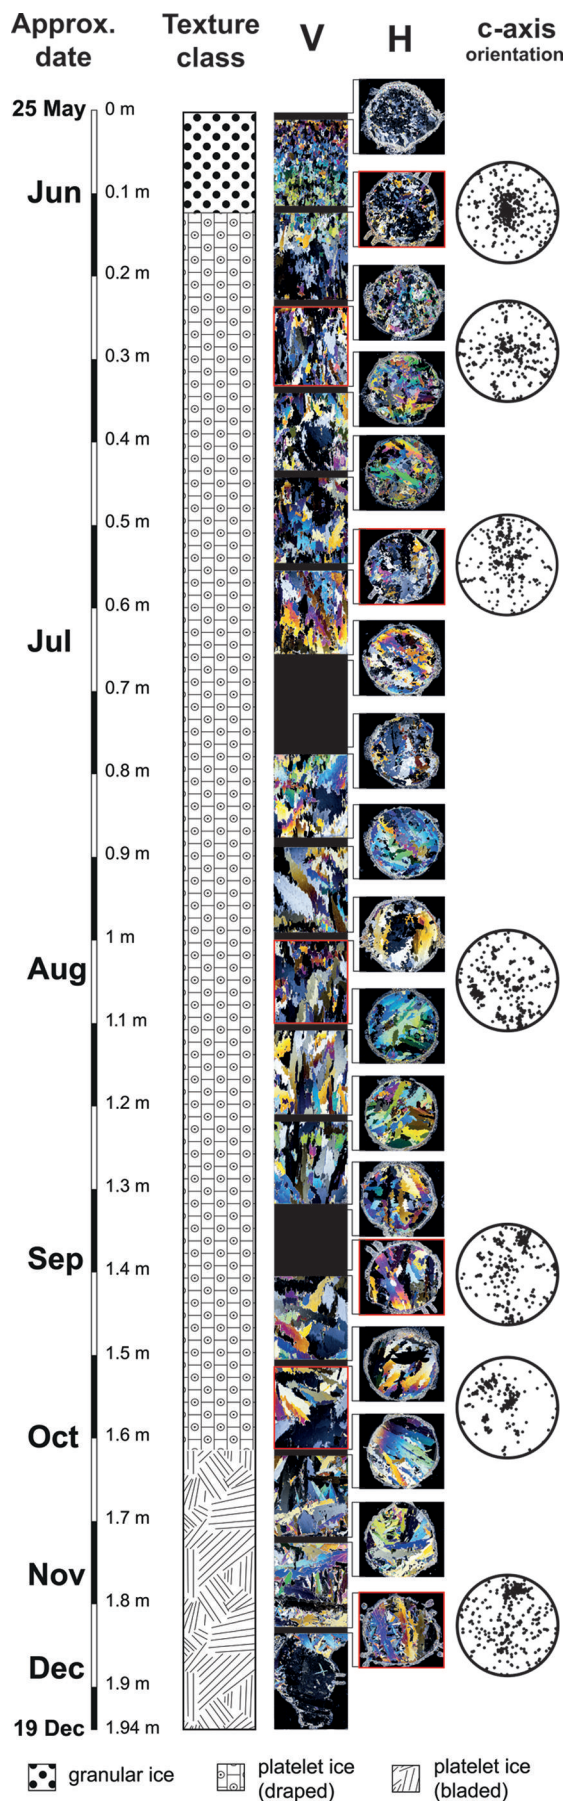 Approx. date
Texture class
V
H
c-axis orientation
25 May
0 m
Jun
0.1 m
0.2 m
0.3 m
0.4 m
0.5 m
0.6 m
Jul
0.7 m
0.8 m
0.9 m
1 m
Aug
1.1 m
1.2 m
1.3 m
Sep
1.4 m
1.5 m
Oct
1.6 m
1.7 m
Nov
1.8 m
Dec
1.9 m
19 Dec
1.94 m
granular ice
platelet ice (draped)
platelet ice (bladed)